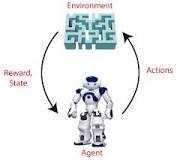 Environment
Reward,
State
Actions
Agent